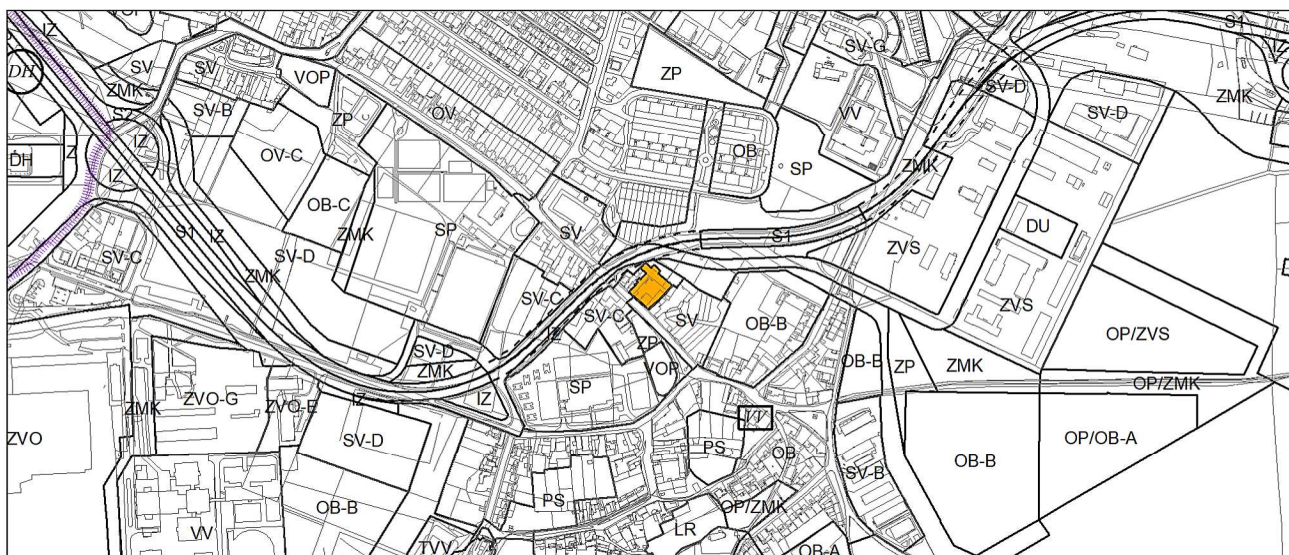 IZ
SV
SV
VOP
ZMK
SV-B
ZP
S2
IZ
DH
OV
ZP
SV-G
VV
SV-D
S1
IZ
ZMK
SV-D
DH
IZ
OV-C
OB-C
ZMK
SP
OB
SP
ZMK
DU
SV-C
S1
IZ
ZMK
SV-D
SV
S1
ZVS
ZVS
SV-C
SV-C
IZ
SV
OB-B
ZP
VOP
SV-D
ZMK
IZ
SP
OB-B
ZP
ZMK
OP/ZVS
OP/ZMK
ZVO
ZMK
ZVO-G
ZVO-E
IZ
SV-D
VV
PS
OB
SV-B
OB-B
OP/OB-A
VV
OB-B
PS
OP/ZMK
LR
TVV
OB-A